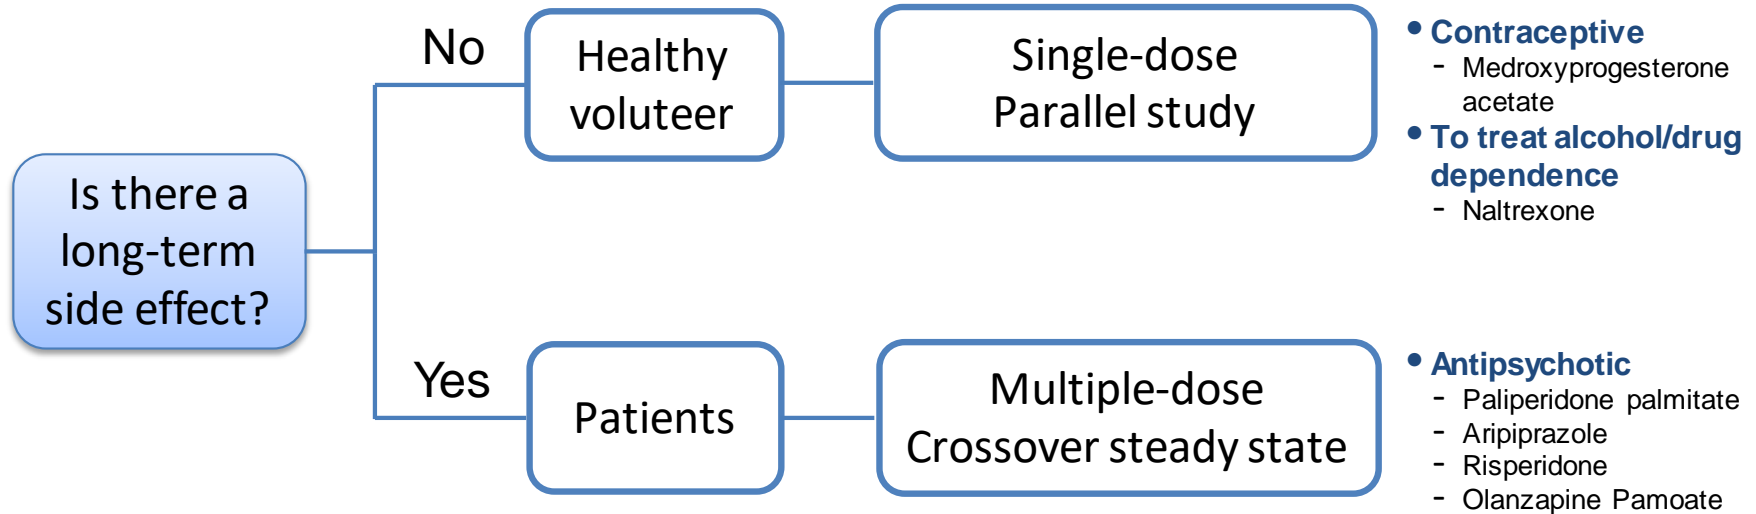 Is there a
long-term
side effect?
No
Healthy
voluteer
Single-dose
Parallel study
• Contraceptive
- Medroxyprogesterone
acetate
• To treat alcohol/drug
dependence
- Naltrexone
Yes
Patients
Multiple-dose
Crossover steady state
• Antipsychotic
- Paliperidone palmitate
- Aripiprazole
- Risperidone
- Olanzapine Pamoate